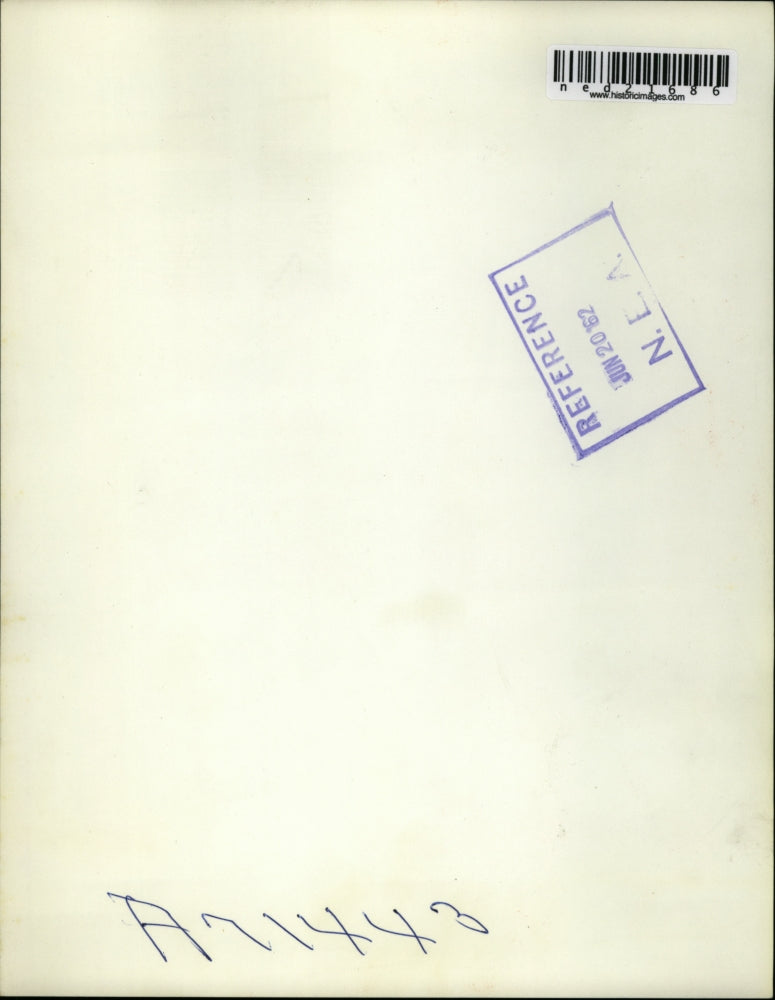 ned21686
www.historicimages.com
REFERENCE
JUN 20 '62
N. E. A.
A71443